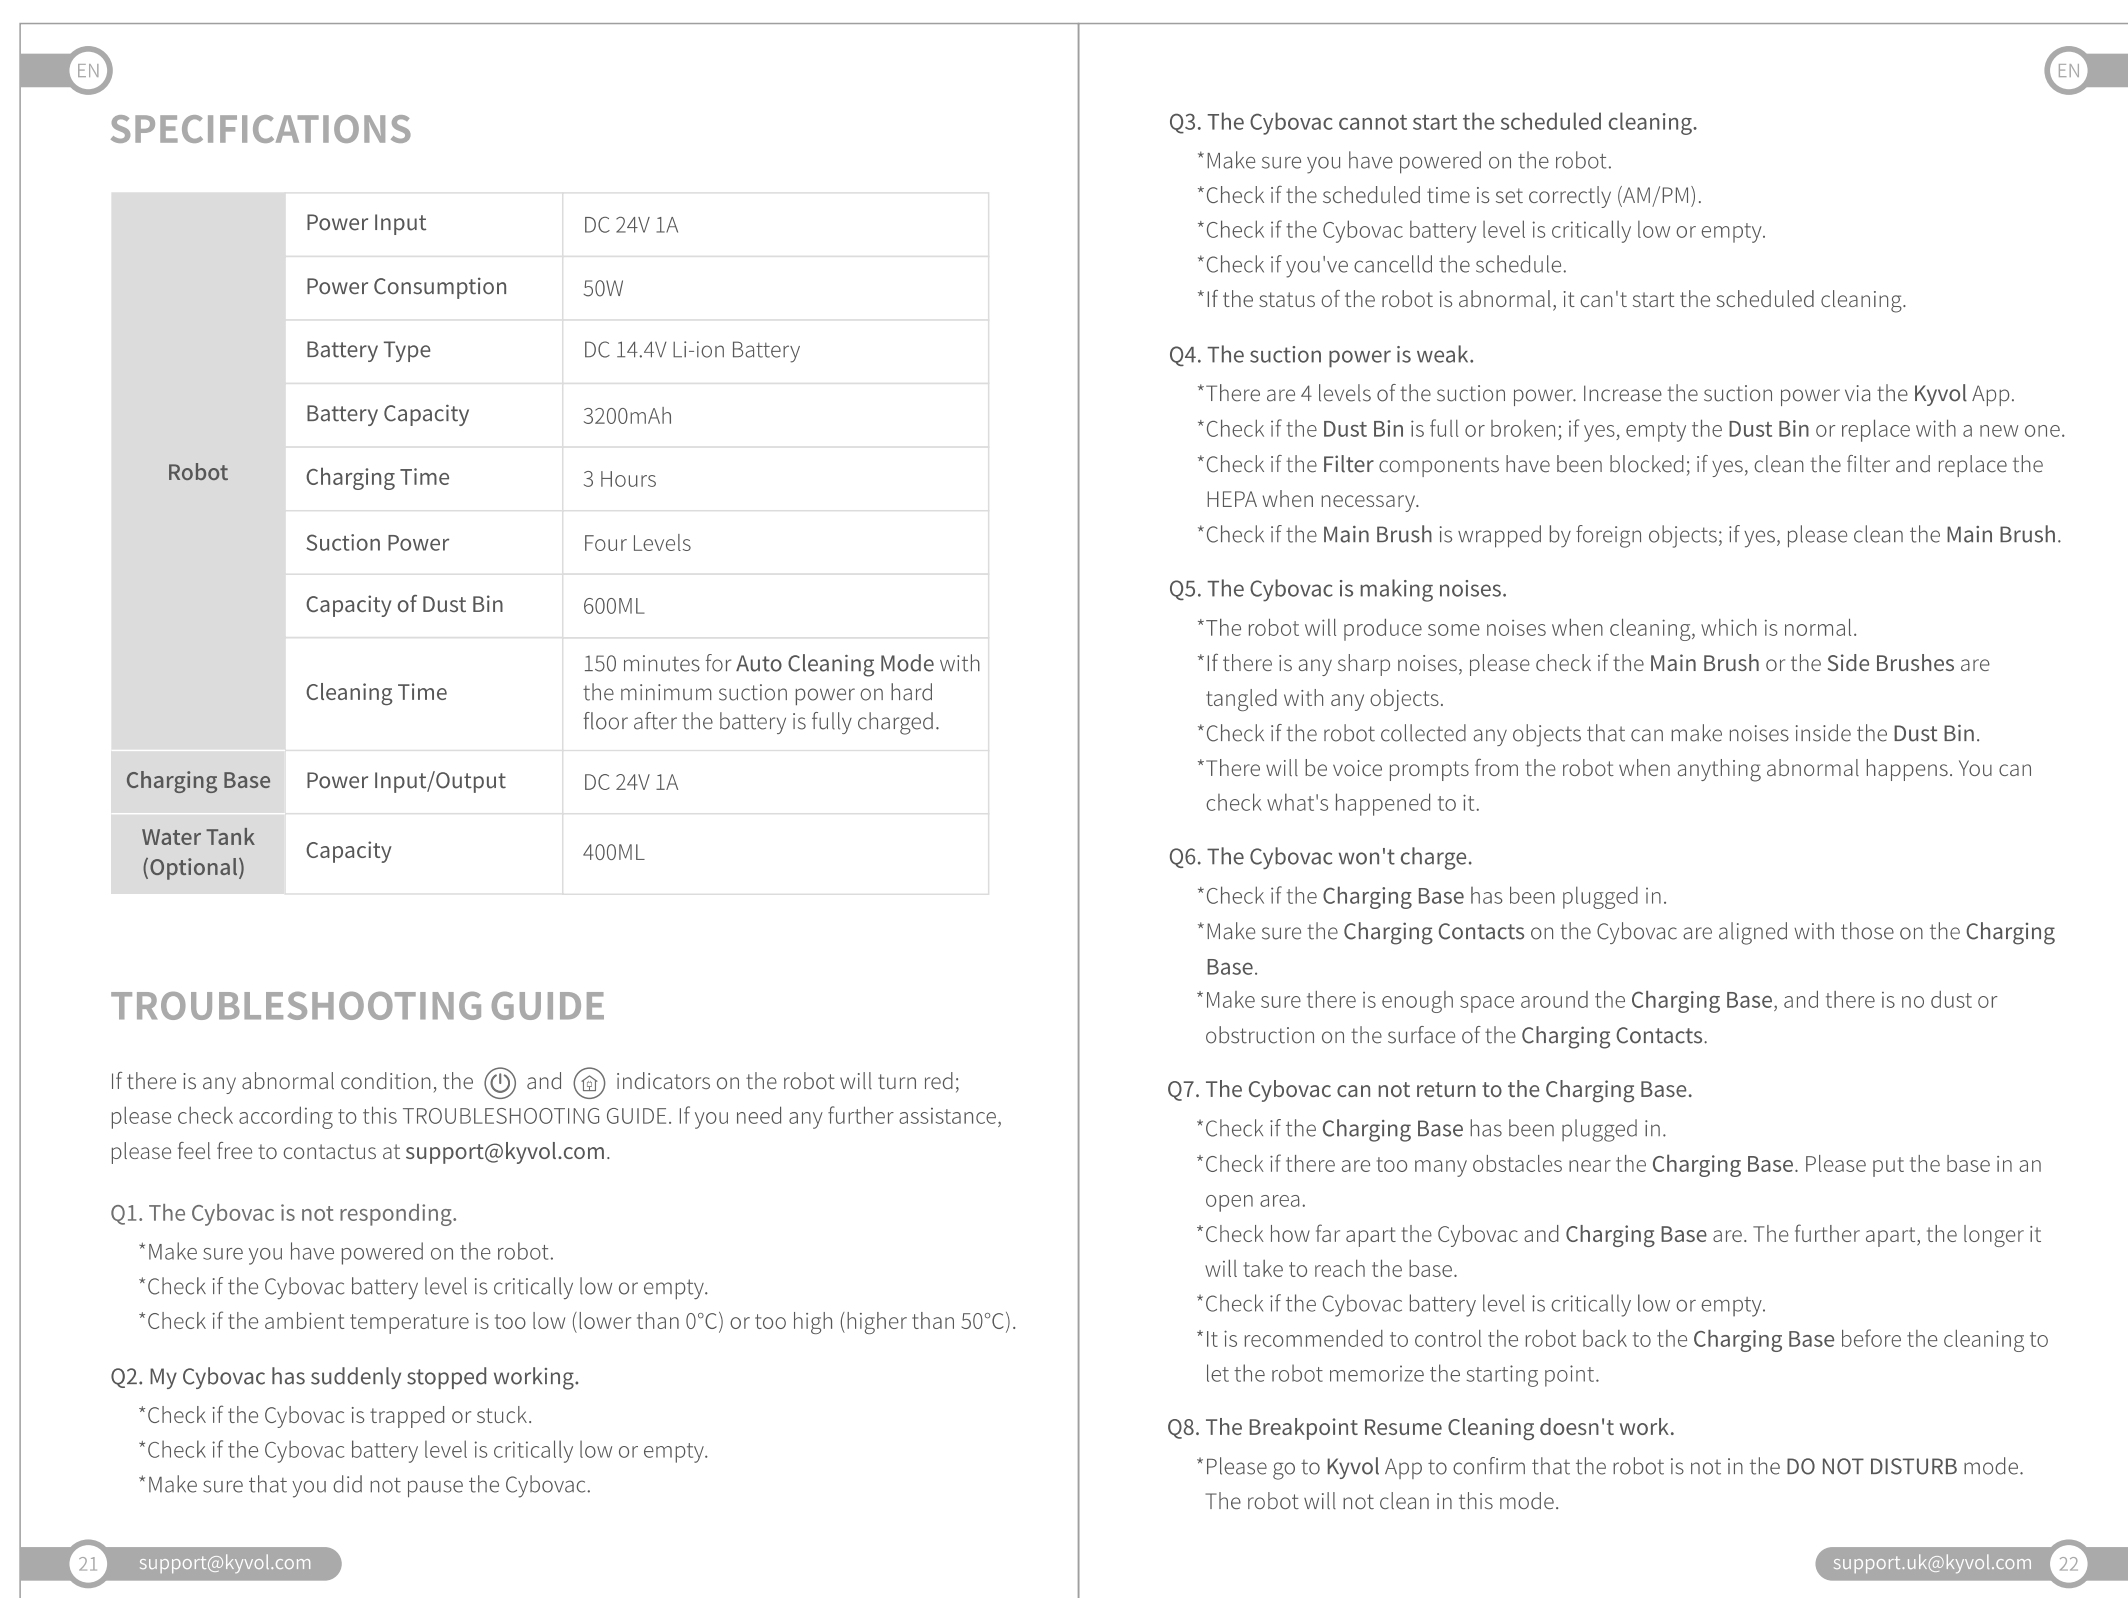 EN
SPECIFICATIONS
Robot
Power Input DC 24V 1A
Power Consumption 50W
Battery Type DC 14.4V Li-ion Battery
Battery Capacity 3200mAh
Charging Time 3 Hours
Suction Power Four Levels
Capacity of Dust Bin 600ML
Cleaning Time 150 minutes for Auto Cleaning Mode with
the minimum suction power on hard
floor after the battery is fully charged.
Charging Base Power Input/Output DC 24V 1A
Water Tank
(Optional) Capacity 400ML
TROUBLESHOOTING GUIDE
If there is any abnormal condition, the and indicators on the robot will turn red;
please check according to this TROUBLESHOOTING GUIDE. If you need any further assistance,
please feel free to contactus at support@kyvol.com.
Q1. The Cybovac is not responding.
*Make sure you have powered on the robot.
*Check if the Cybovac battery level is critically low or empty.
*Check if the ambient temperature is too low (lower than 0°C) or too high (higher than 50°C).
Q2. My Cybovac has suddenly stopped working.
*Check if the Cybovac is trapped or stuck.
*Check if the Cybovac battery level is critically low or empty.
*Make sure that you did not pause the Cybovac.
21 support@kyvol.com
EN
Q3. The Cybovac cannot start the scheduled cleaning.
*Make sure you have powered on the robot.
*Check if the scheduled time is set correctly (AM/PM).
*Check if the Cybovac battery level is critically low or empty.
*Check if you've cancelld the schedule.
*If the status of the robot is abnormal, it can't start the scheduled cleaning.
Q4. The suction power is weak.
*There are 4 levels of the suction power. Increase the suction power via the Kyvol App.
*Check if the Dust Bin is full or broken; if yes, empty the Dust Bin or replace with a new one.
*Check if the Filter components have been blocked; if yes, clean the filter and replace the
HEPA when necessary.
*Check if the Main Brush is wrapped by foreign objects; if yes, please clean the Main Brush.
Q5. The Cybovac is making noises.
*The robot will produce some noises when cleaning, which is normal.
*If there is any sharp noises, please check if the Main Brush or the Side Brushes are
tangled with any objects.
*Check if the robot collected any objects that can make noises inside the Dust Bin.
*There will be voice prompts from the robot when anything abnormal happens. You can
check what's happened to it.
Q6. The Cybovac won't charge.
*Check if the Charging Base has been plugged in.
*Make sure the Charging Contacts on the Cybovac are aligned with those on the Charging
Base.
*Make sure there is enough space around the Charging Base, and there is no dust or
obstruction on the surface of the Charging Contacts.
Q7. The Cybovac can not return to the Charging Base.
*Check if the Charging Base has been plugged in.
*Check if there are too many obstacles near the Charging Base. Please put the base in an
open area.
*Check how far apart the Cybovac and Charging Base are. The further apart, the longer it
will take to reach the base.
*Check if the Cybovac battery level is critically low or empty.
*It is recommended to control the robot back to the Charging Base before the cleaning to
let the robot memorize the starting point.
Q8. The Breakpoint Resume Cleaning doesn't work.
*Please go to Kyvol App to confirm that the robot is not in the DO NOT DISTURB mode.
The robot will not clean in this mode.
support.uk@kyvol.com 22